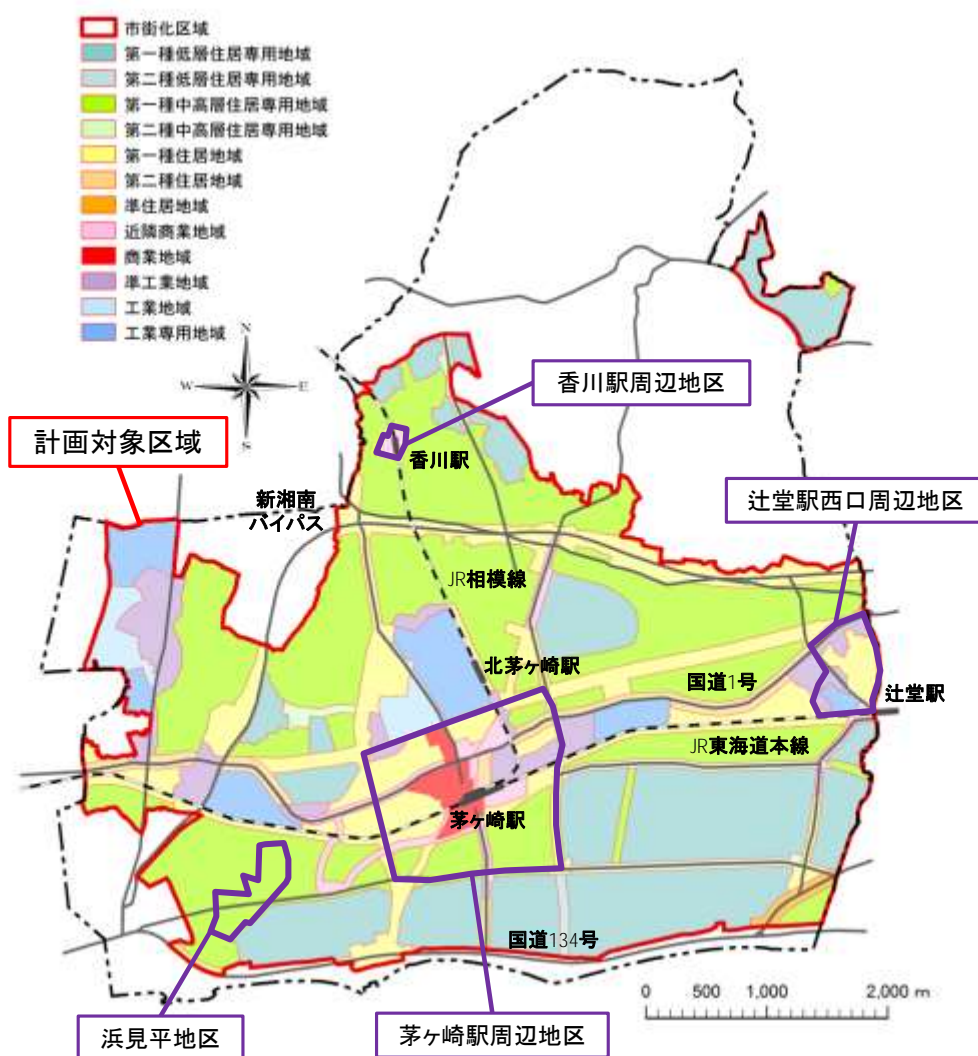 市街化区域
第一種低層住居専用地域
第二種低層住居専用地域
第一種中高層住居専用地域
第二種中高層住居専用地域
第一種住居地域
第二種住居地域
準住居地域
近隣商業地域
商業地域
準工業地域
工業地域
工業専用地域
N
W
E
S
香川駅周辺地区
計画対象区域
香川駅
新湘南
バイパス
辻堂駅西口周辺地区
JR相模線
北茅ヶ崎駅
国道1号
辻堂駅
JR東海道本線
茅ヶ崎駅
国道134号
0 500 1,000 2,000 m
浜見平地区
茅ヶ崎駅周辺地区